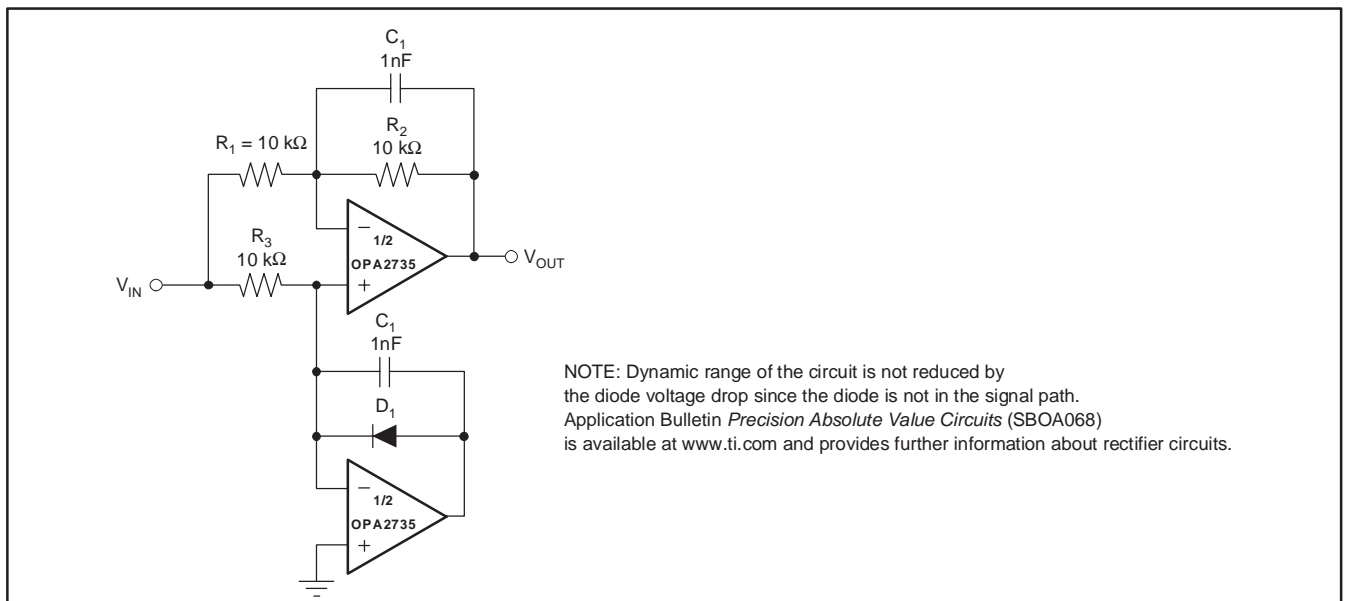 C1
1nF
R2
10 kΩ
R1 = 10 kΩ
−
1/2
OPA2735
+
VOUT
R3
10 kΩ
VIN
C1
1nF
D1
−
1/2
OPA2735
+
NOTE: Dynamic range of the circuit is not reduced by
the diode voltage drop since the diode is not in the signal path.
Application Bulletin Precision Absolute Value Circuits (SBOA068)
is available at www.ti.com and provides further information about rectifier circuits.